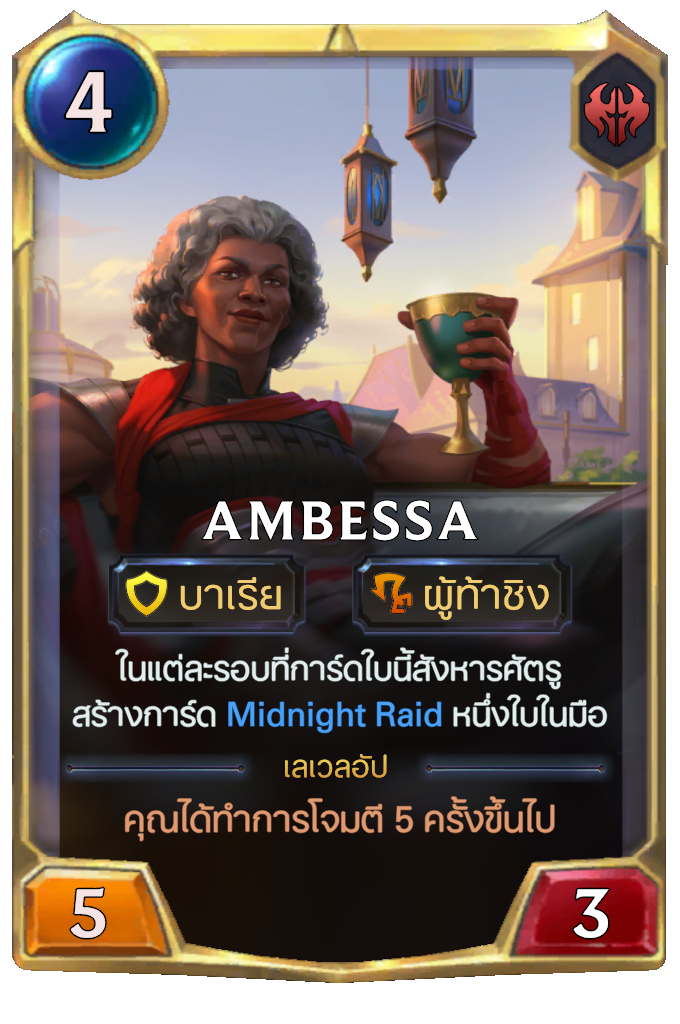 4
AMBESSA
บาเรีย ผู้ท้าชิง
ในแต่ละรอบที่การ์ดใบนี้สังหารศัตรู
สร้างการ์ด Midnight Raid หนึ่งใบในมือ
เลเวลอัป
คุณได้ทำการโจมตี 5 ครั้งขึ้นไป
5 3